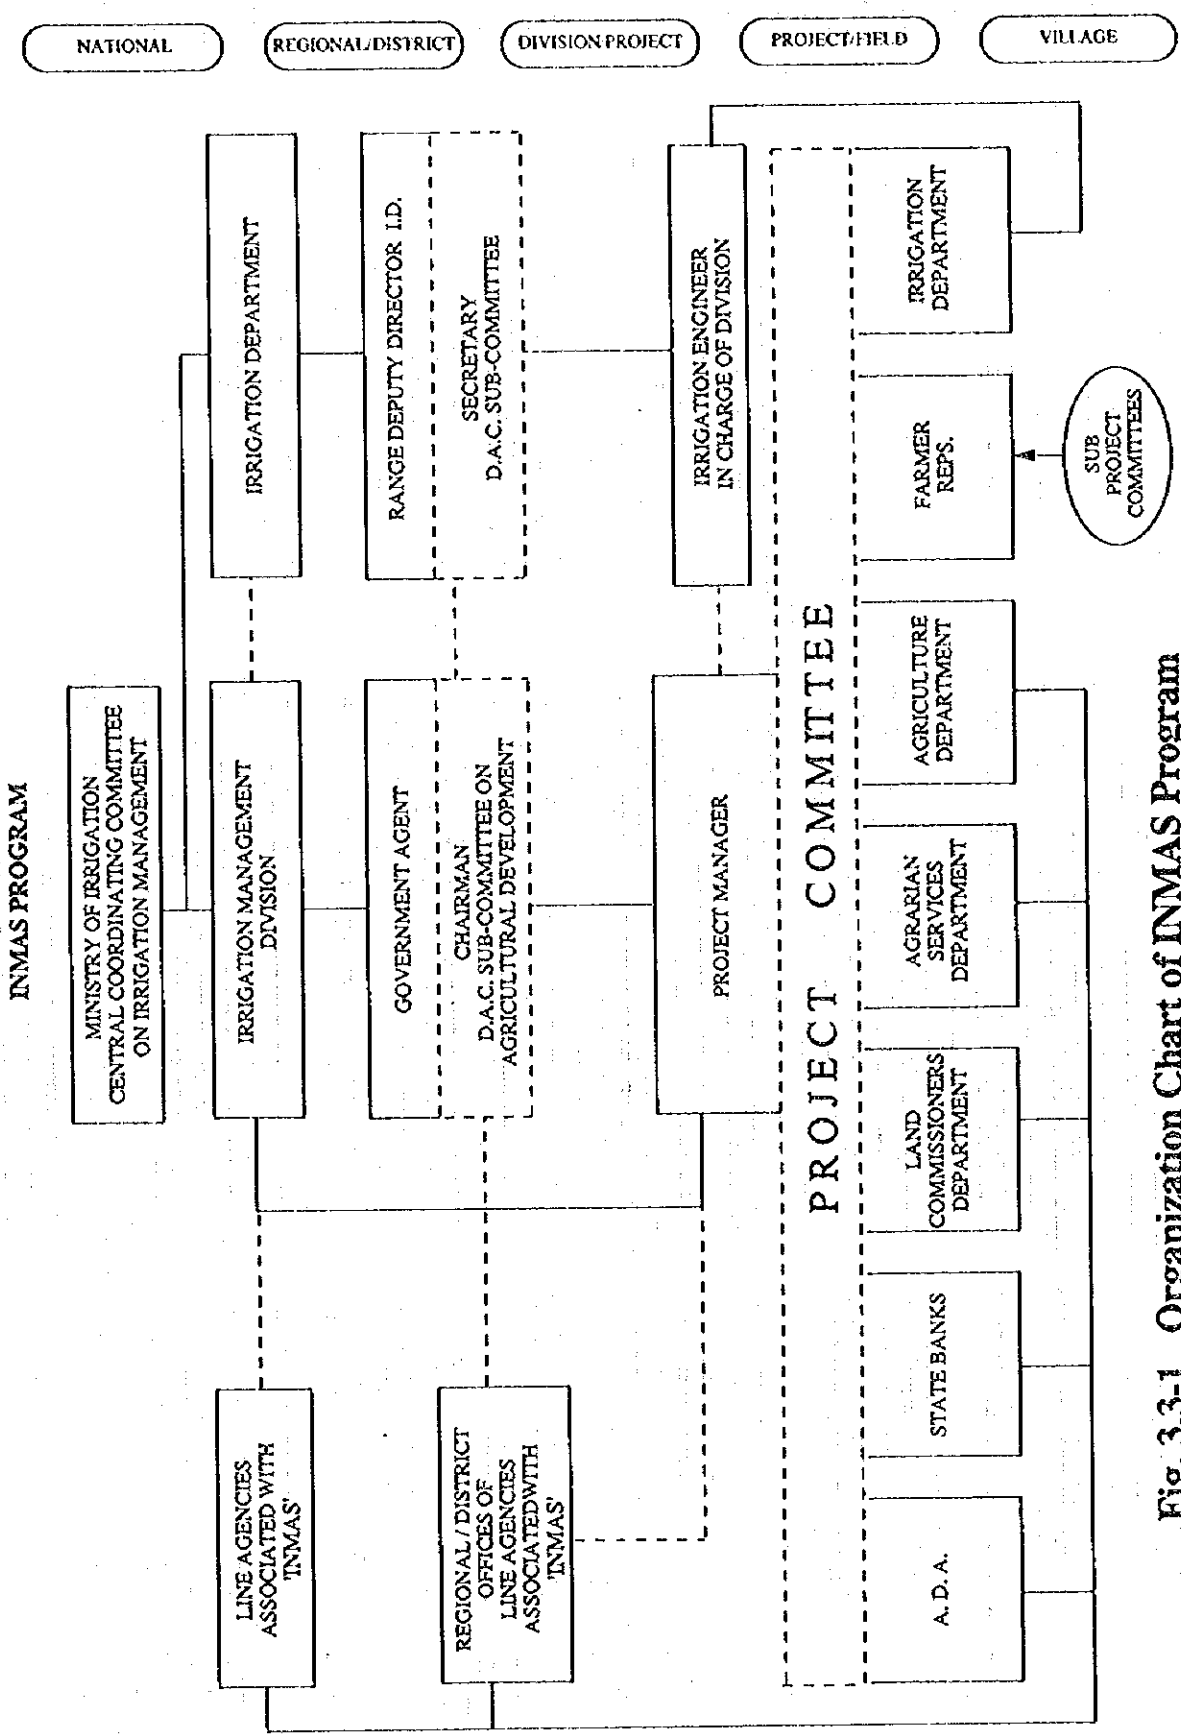 INMAS PROGRAM
NATIONAL
REGIONAL/DISTRICT
DIVISION/PROJECT
PROJECT/FIELD
VILLAGE
MINISTRY OF IRRIGATION
CENTRAL COORDINATING COMMITTEE
ON IRRIGATION MANAGEMENT
LINE AGENCIES
ASSOCIATED WITH
'INMAS'
IRRIGATION MANAGEMENT
DIVISION
IRRIGATION DEPARTMENT
REGIONAL / DISTRICT
OFFICES OF
LINE AGENCIES
ASSOCIATEDWITH
'INMAS'
GOVERNMENT AGENT
CHAIRMAN
D.A.C. SUB-COMMITTEE ON
AGRICULTURAL DEVELOPMENT
RANGE DEPUTY DIRECTOR I.D.
SECRETARY
D.A.C. SUB-COMMITTEE
PROJECT MANAGER
IRRIGATION ENGINEER
IN CHARGE OF DIVISION
PROJECT COMMITTEE
A. D. A.
STATE BANKS
LAND
COMMISSIONERS
DEPARTMENT
AGRARIAN
SERVICES
DEPARTMENT
AGRICULTURE
DEPARTMENT
FARMER
REPS.
IRRIGATION
DEPARTMENT
SUB
PROJECT
COMMITTEES
Fig. 3.3-1 Organization Chart of INMAS Program